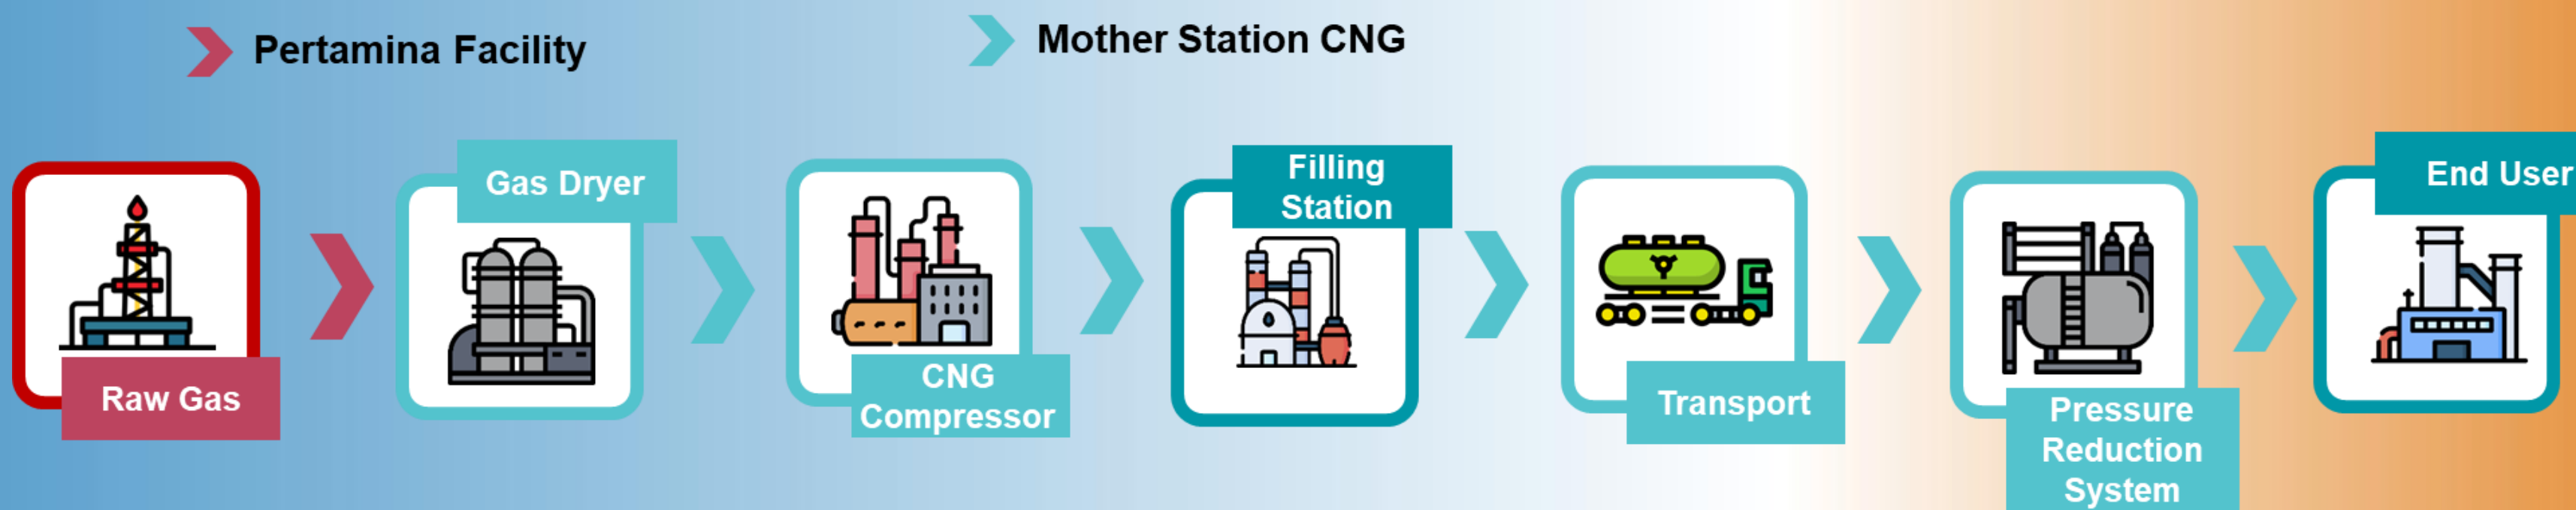 Pertamina Facility
Mother Station CNG
Raw Gas
Gas Dryer
CNG
Compressor
Filling
Station
Transport
Pressure
Reduction
System
End User